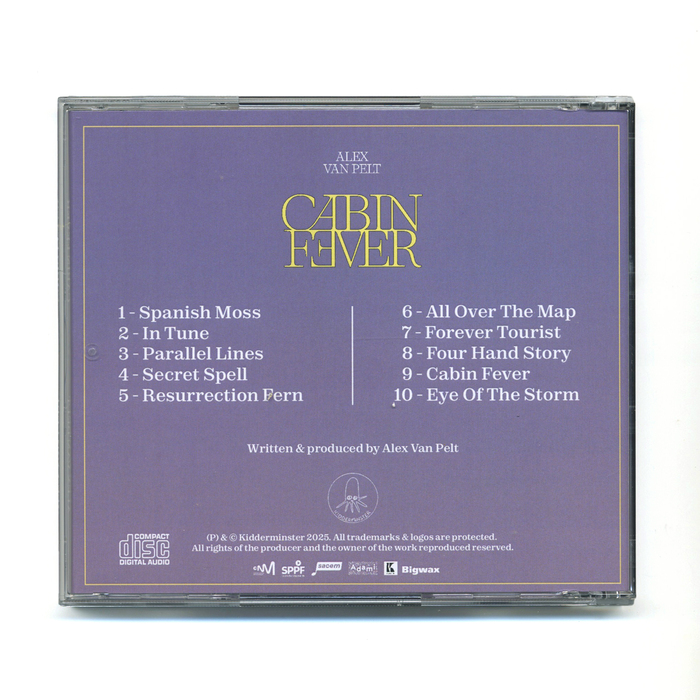 ALEX
VAN PELT
CABIN
FEVER
1 - Spanish Moss
2 - In Tune
3 - Parallel Lines
4 - Secret Spell
5 - Resurrection Fern
6 - All Over The Map
7 - Forever Tourist
8 - Four Hand Story
9 - Cabin Fever
10 - Eye Of The Storm
Written & produced by Alex Van Pelt
KIDDERMINSTER
(P) & © Kidderminster 2025. All trademarks & logos are protected.
All rights of the producer and the owner of the work reproduced reserved.
COMPACT
disc
DIGITAL AUDIO
SPPF
sacem
Adami
Bigwax